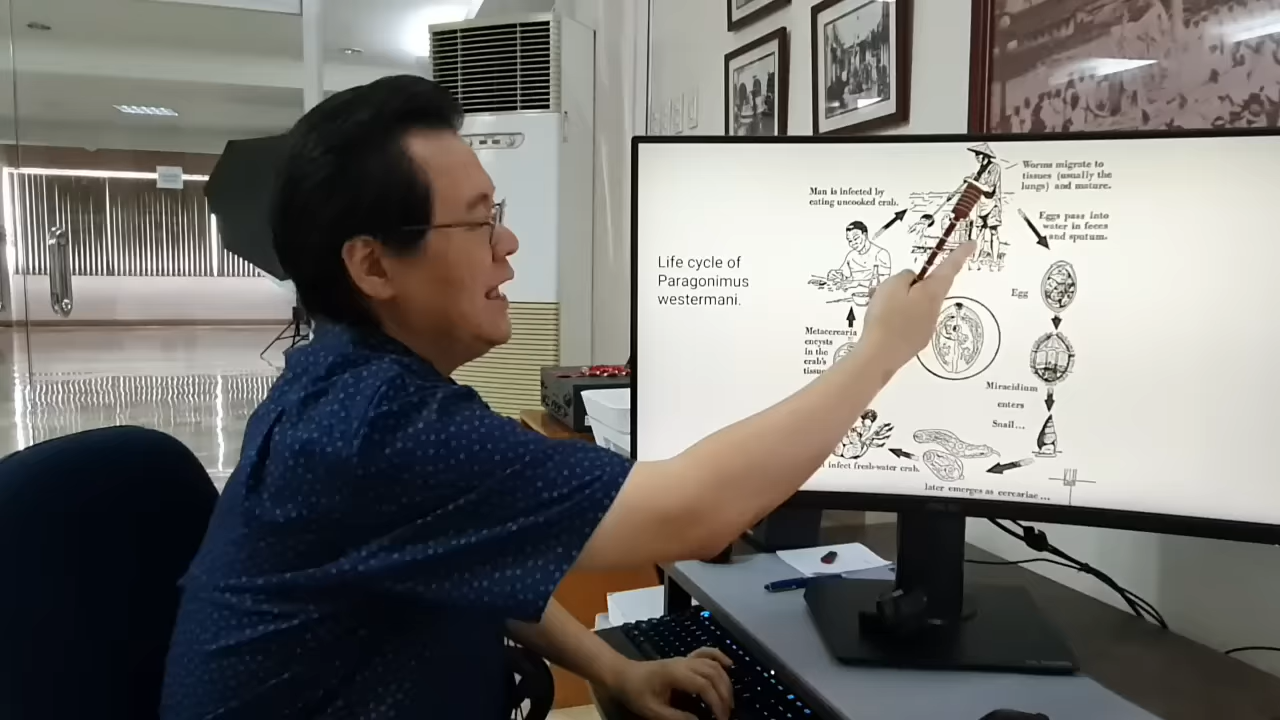 Worms migrate to
tissues (usually the
lungs) and mature.
Man is infected by
eating uncooked crab.
Eggs pass into
water in feces
and sputum.
Life cycle of
Paragonimus
westermani.
Egg
Metacercaria
encysts
in the
crab's
Miracidium
enters
Snail...
infect fresh-water crab.
later emerges as cercariae...